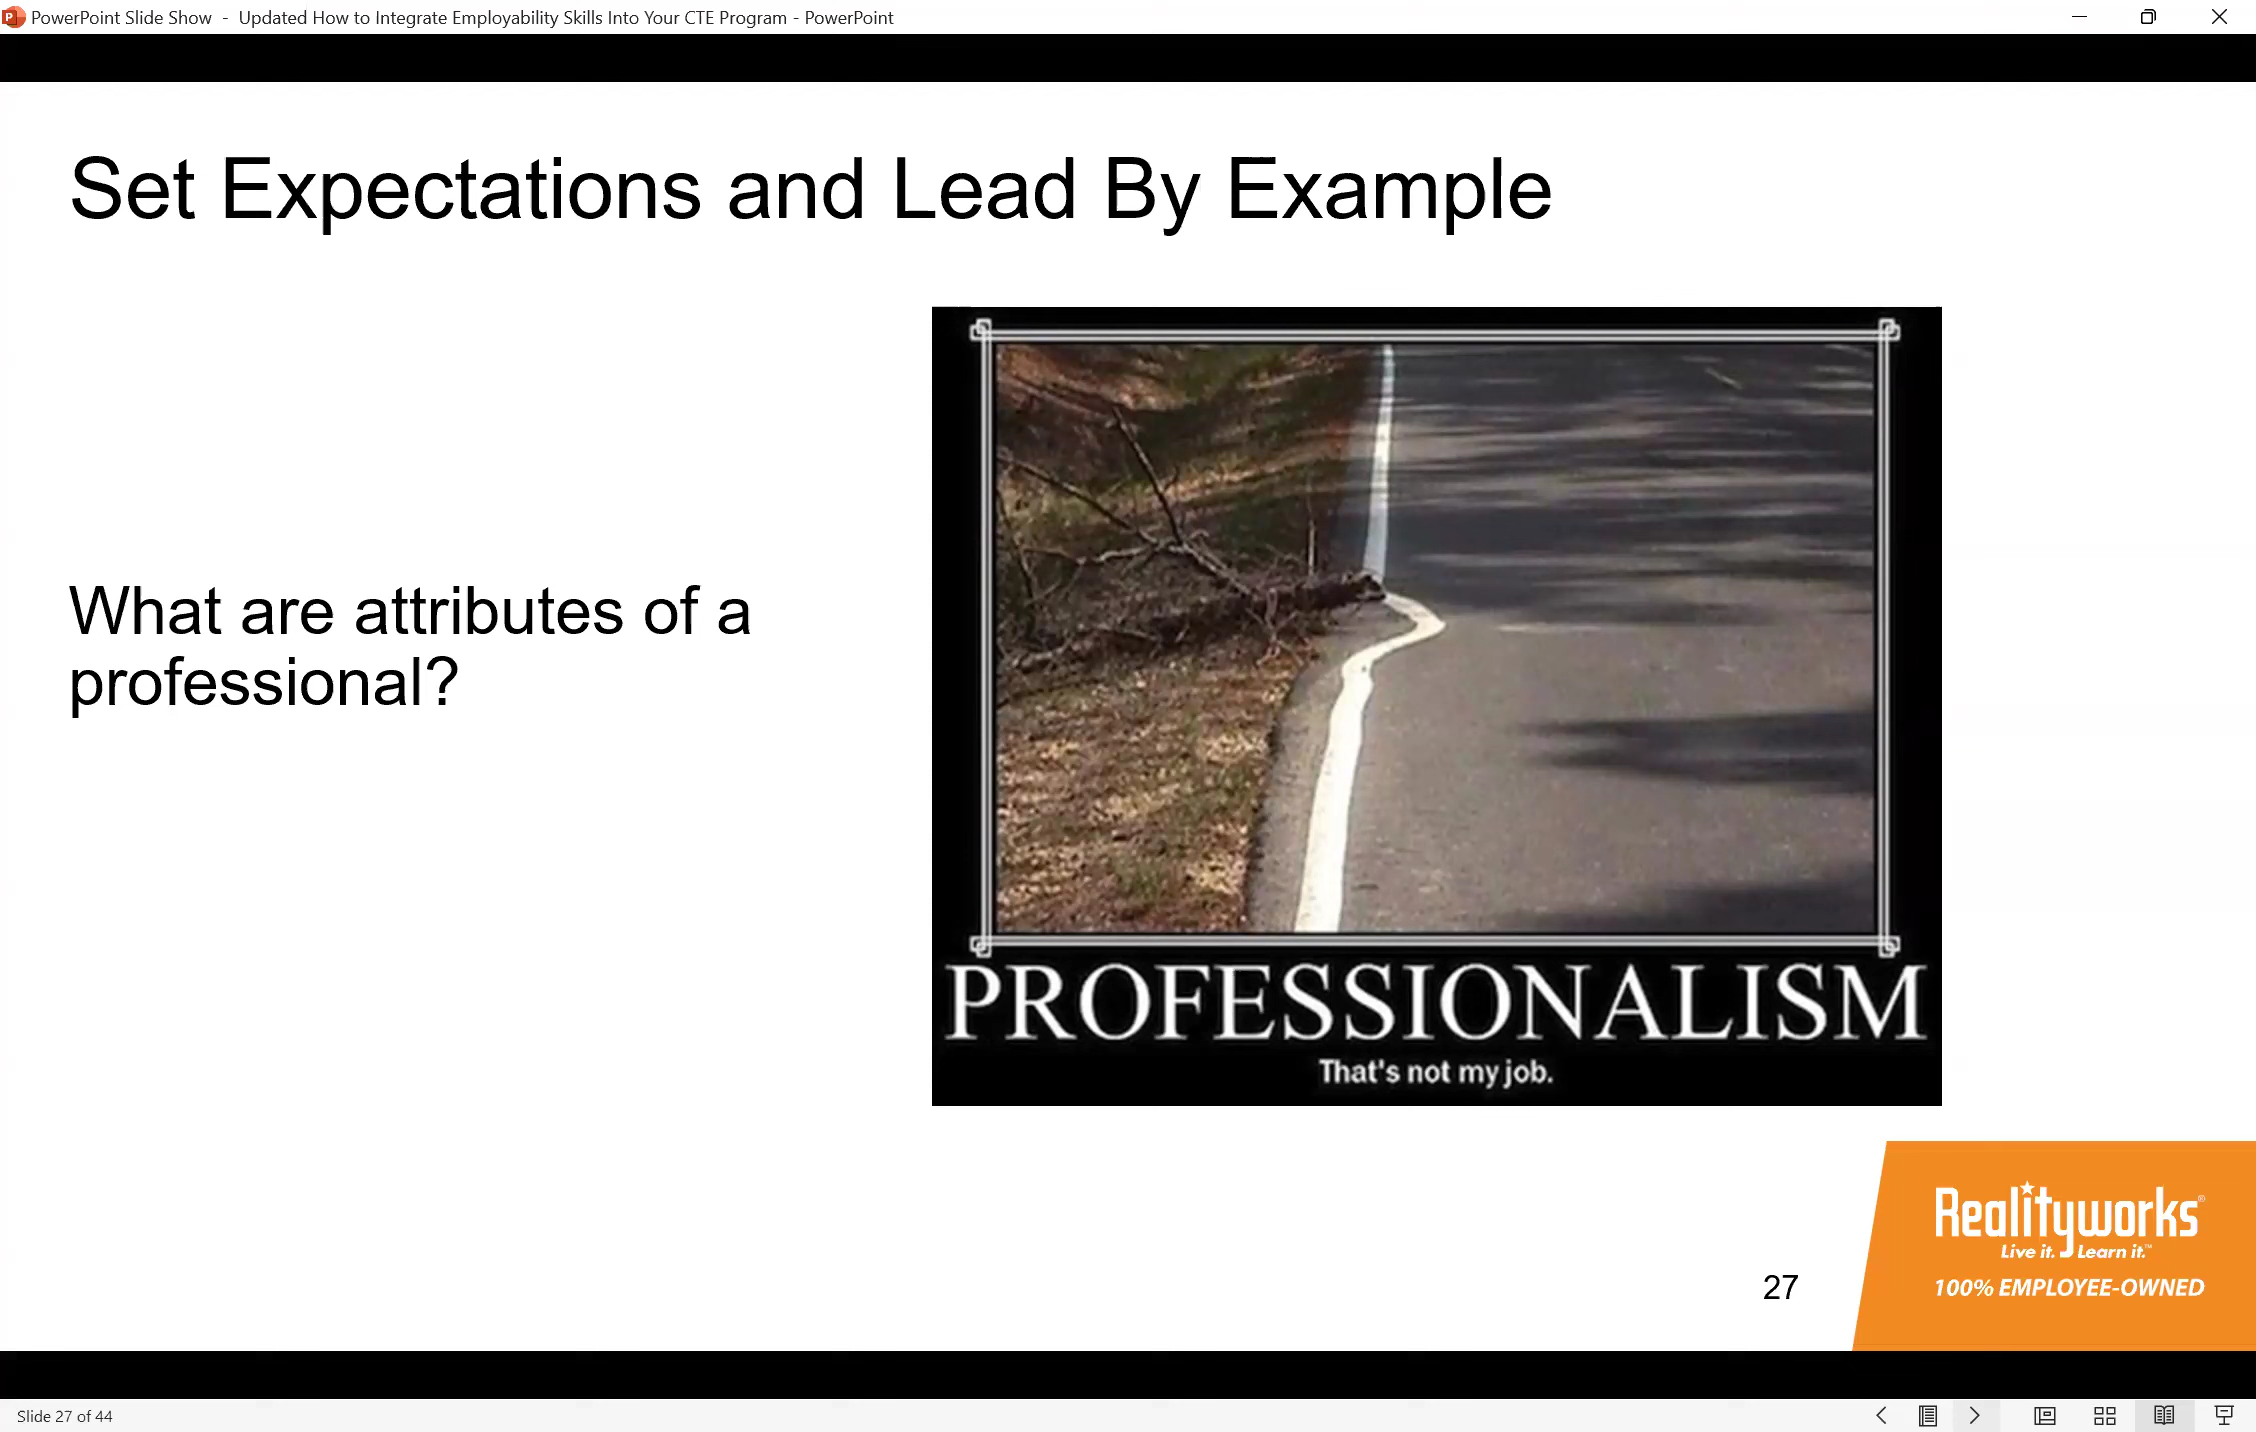 PowerPoint Slide Show - Updated How to Integrate Employability Skills Into Your CTE Program - PowerPoint
Set Expectations and Lead By Example
What are attributes of a
professional?
PROFESSIONALISM
That's not my job.
Realityworks®
Live it. Learn it.™
100% EMPLOYEE-OWNED
27
Slide 27 of 44